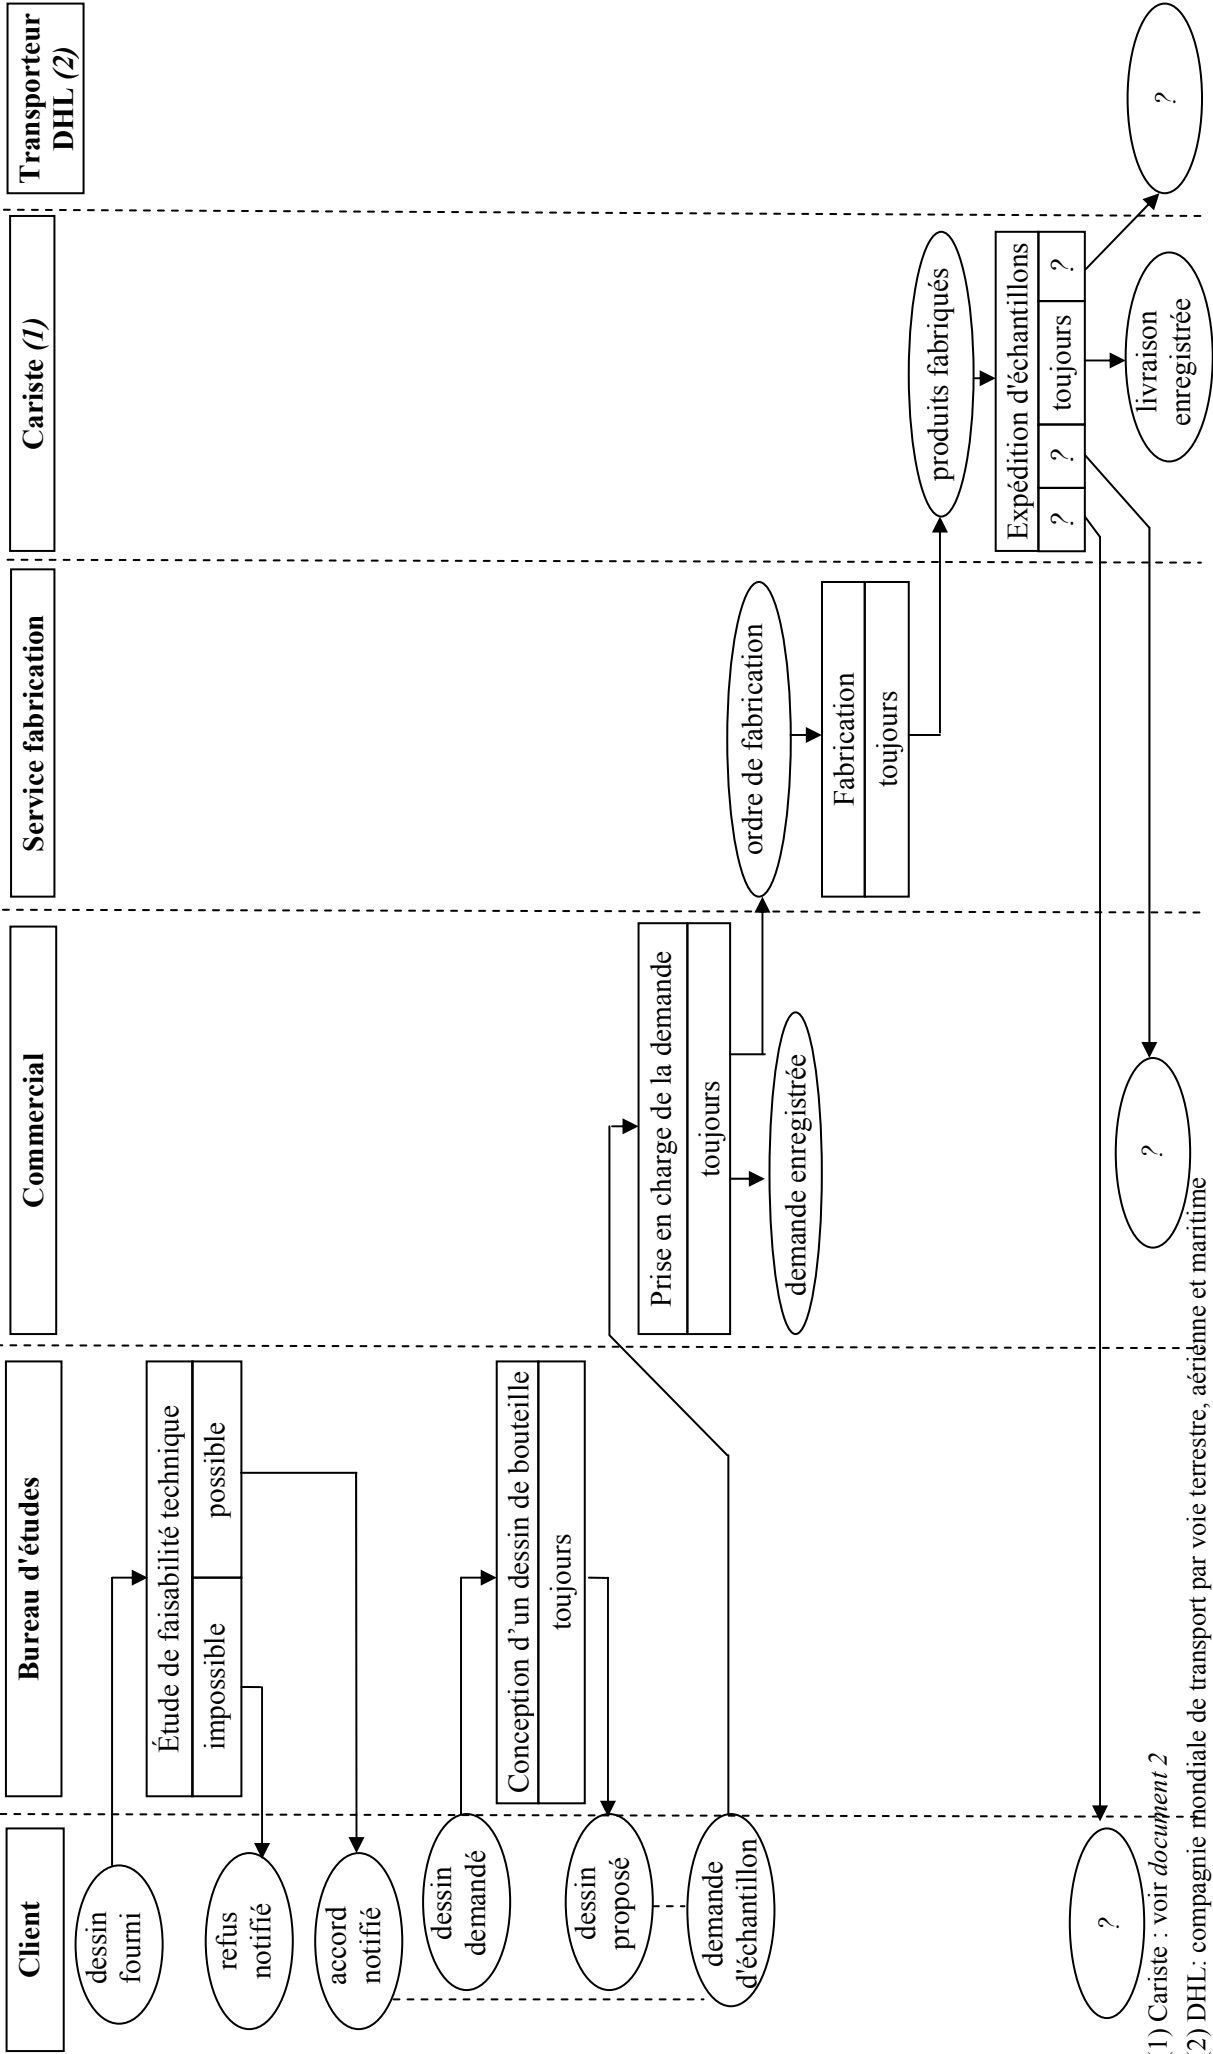 Client
Bureau d'études
Commercial
Service fabrication
Cariste (1)
Transporteur
DHL (2)
dessin
fourni
Étude de faisabilité technique
impossible
possible
refus
notifié
accord
notifié
dessin
demandé
Conception d’un dessin de bouteille
toujours
dessin
proposé
demande
d'échantillon
Prise en charge de la demande
toujours
demande enregistrée
ordre de fabrication
Fabrication
toujours
produits fabriqués
Expédition d'échantillons
? ? toujours ?
?
?
livraison
enregistrée
?
(1) Cariste : voir document 2
(2) DHL: compagnie mondiale de transport par voie terrestre, aérienne et maritime